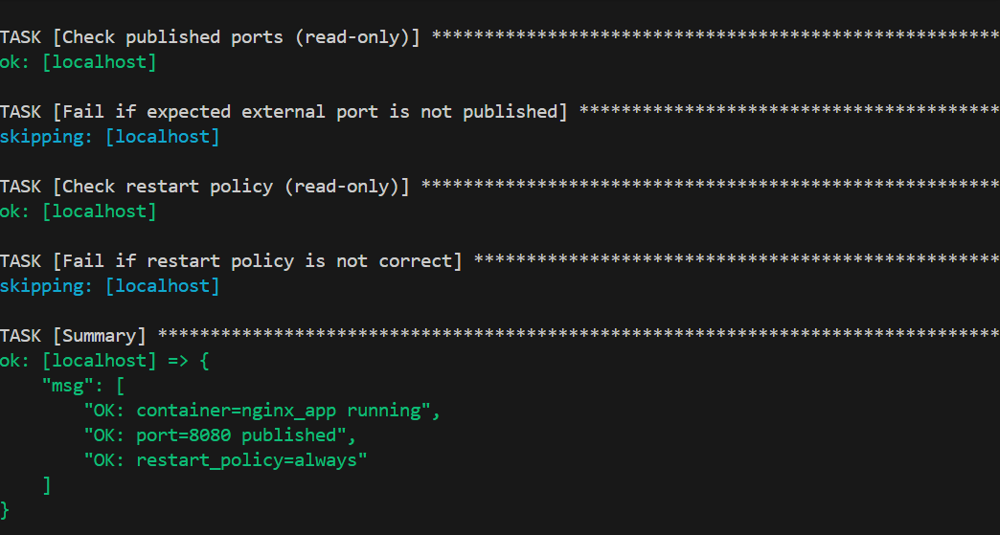 TASK [Check published ports (read-only)] ******************************************************
ok: [localhost]
TASK [Fail if expected external port is not published] ****************************************
skipping: [localhost]
TASK [Check restart policy (read-only)] *******************************************************
ok: [localhost]
TASK [Fail if restart policy is not correct] **************************************************
skipping: [localhost]
TASK [Summary] ********************************************************************************
ok: [localhost] => {
    "msg": [
        "OK: container=nginx_app running",
        "OK: port=8080 published",
        "OK: restart_policy=always"
    ]
}